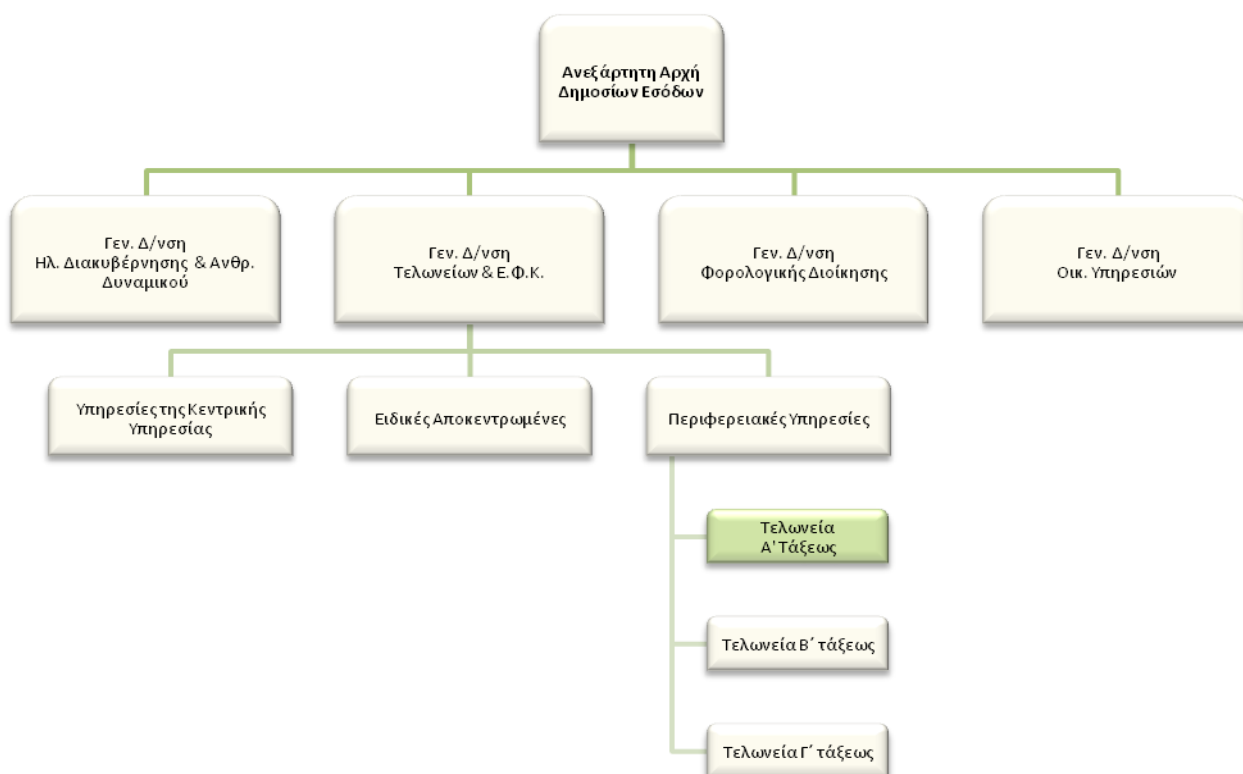 Ανεξάρτητη Αρχή
Δημοσίων Εσόδων
Γεν. Δ/νση
Ηλ. Διακυβέρνησης & Ανθρ.
Δυναμικού
Γεν. Δ/νση
Τελωνείων & Ε.Φ.Κ.
Γεν. Δ/νση
Φορολογικής Διοίκησης
Γεν. Δ/νση
Οικ. Υπηρεσιών
Υπηρεσίες της Κεντρικής
Υπηρεσίας
Ειδικές Αποκεντρωμένες
Περιφερειακές Υπηρεσίες
Τελωνεία
Α' Τάξεως
Τελωνεία Β΄ τάξεως
Τελωνεία Γ΄ τάξεως